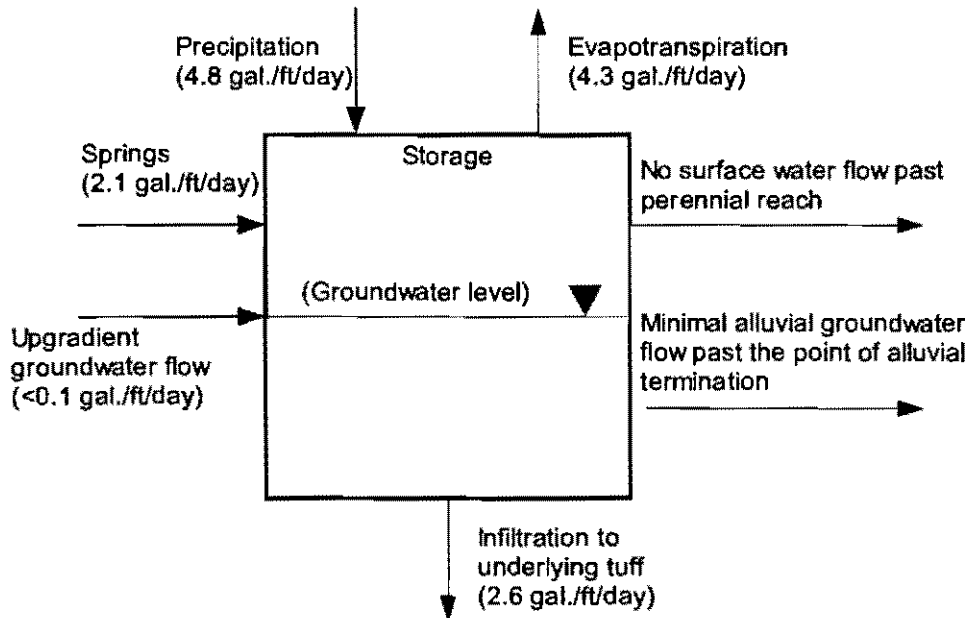 Precipitation
(4.8 gal./ft/day)
Evapotranspiration
(4.3 gal./ft/day)
Storage
Springs
(2.1 gal./ft/day)
No surface water flow past
perennial reach
(Groundwater level)
Upgradient
groundwater flow
(<0.1 gal./ft/day)
Minimal alluvial groundwater
flow past the point of alluvial
termination
Infiltration to
underlying tuff
(2.6 gal./ft/day)